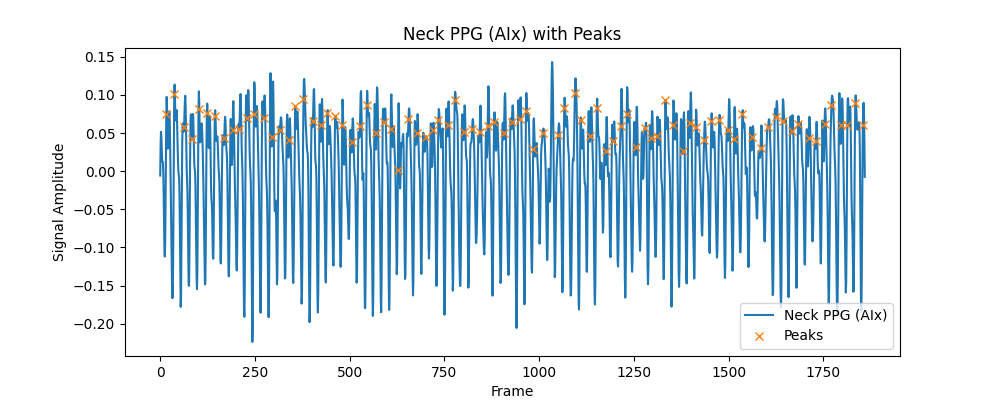 Neck PPG (AIx) with Peaks
Signal Amplitude
0.15
0.10
0.05
0.00
−0.05
−0.10
−0.15
−0.20
0 250 500 750 1000 1250 1500 1750
Frame
Neck PPG (AIx)
Peaks